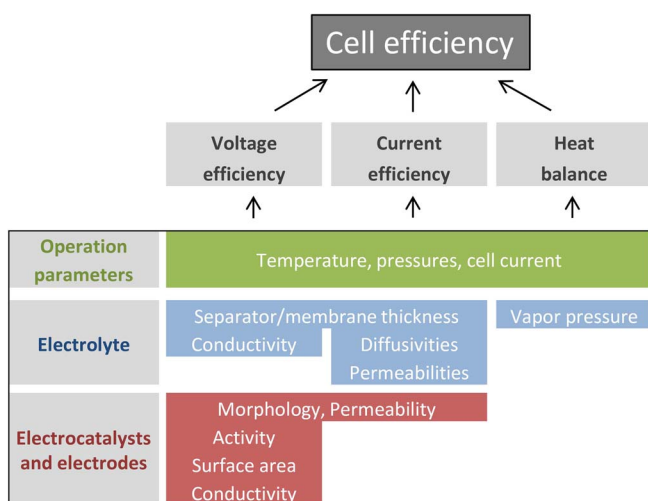 Cell efficiency
Voltage
efficiency
Current
efficiency
Heat
balance
Operation
parameters
Temperature, pressures, cell current
Electrolyte
Separator/membrane thickness
Vapor pressure
Conductivity
Diffusivities
Permeabilities
Electrocatalysts
and electrodes
Morphology, Permeability
Activity
Surface area
Conductivity